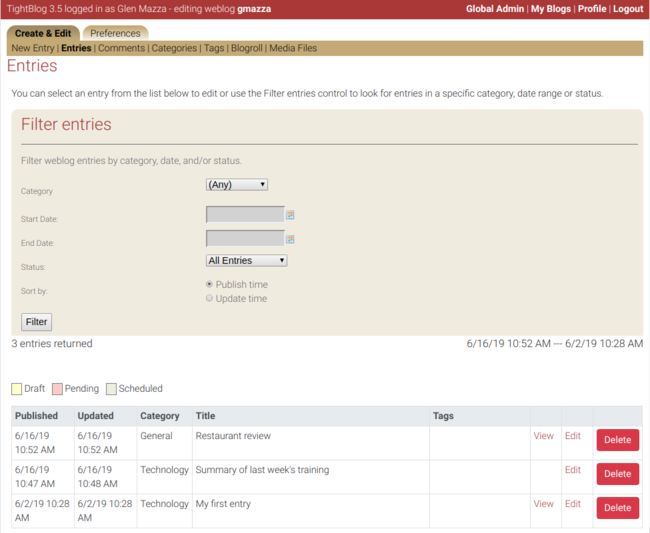 TightBlog 3.5 logged in as Glen Mazza - editing weblog gmazza
Global Admin | My Blogs | Profile | Logout
Create & Edit
Preferences
New Entry | Entries | Comments | Categories | Tags | Blogroll | Media Files
Entries
You can select an entry from the list below to edit or use the Filter entries control to look for entries in a specific category, date range or status.
Filter entries
Filter weblog entries by category, date, and/or status.
Category
(Any)
Start Date:
End Date:
Status:
All Entries
Sort by:
Publish time
Update time
Filter
3 entries returned
6/16/19 10:52 AM --- 6/2/19 10:28 AM
Draft Pending Scheduled
Published Updated Category Title Tags
6/16/19 6/16/19 General Restaurant review View Edit Delete
10:52 AM 10:52 AM
6/16/19 6/16/19 Technology Summary of last week's training Edit Delete
10:47 AM 10:48 AM
6/2/19 10:28 6/2/19 10:28 Technology My first entry View Edit Delete
AM AM